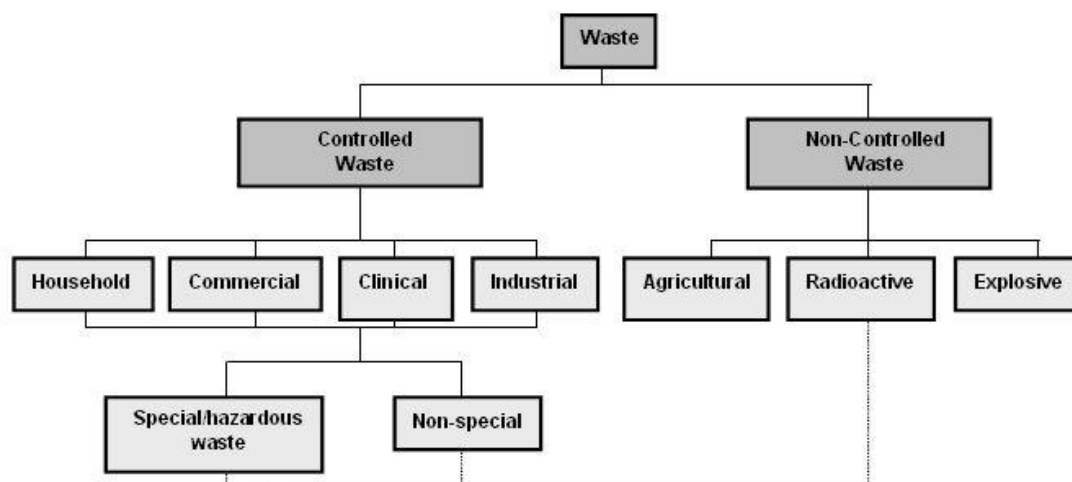 Waste
Controlled
Waste
Non-Controlled
Waste
Household
Commercial
Clinical
Industrial
Agricultural
Radioactive
Explosive
Special/hazardous
waste
Non-special